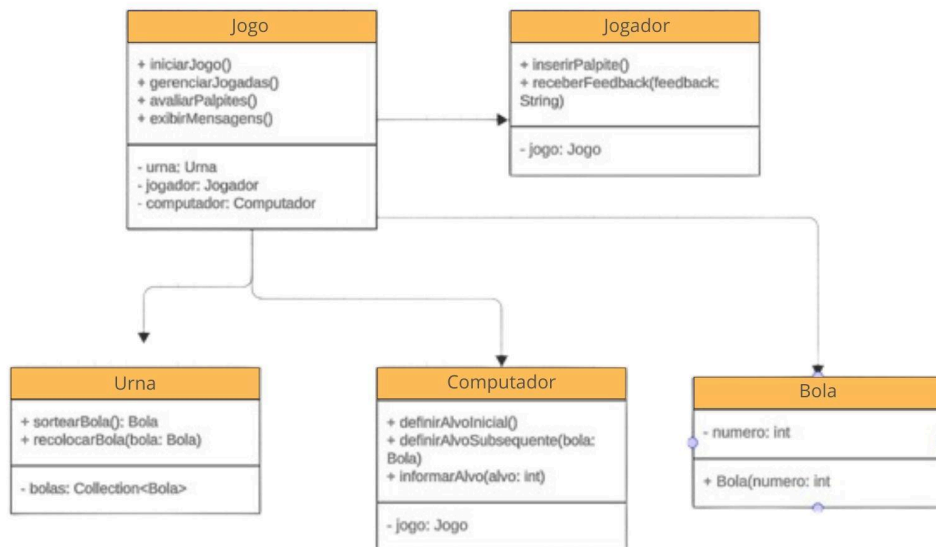 Jogo
+ iniciarJogo()
+ gerenciarJogadas()
+ avaliarPalpites()
+ exibirMensagens()
- urna; Urna
- jogador: Jogador
- computador: Computador
Jogador
+ inserirPalpite()
+ receberFeedback(feedback:
String)
- jogo: Jogo
Urna
+ sortearBola(): Bola
+ recolocarBola(bola: Bola)
- bolas: Collection<Bola>
Computador
+ definirAlvoInicial()
+ definirAlvoSubsequente(bola:
Bola)
+ informarAlvo(alvo: int)
- jogo: Jogo
Bola
- numero: int
+ Bola(numero: int